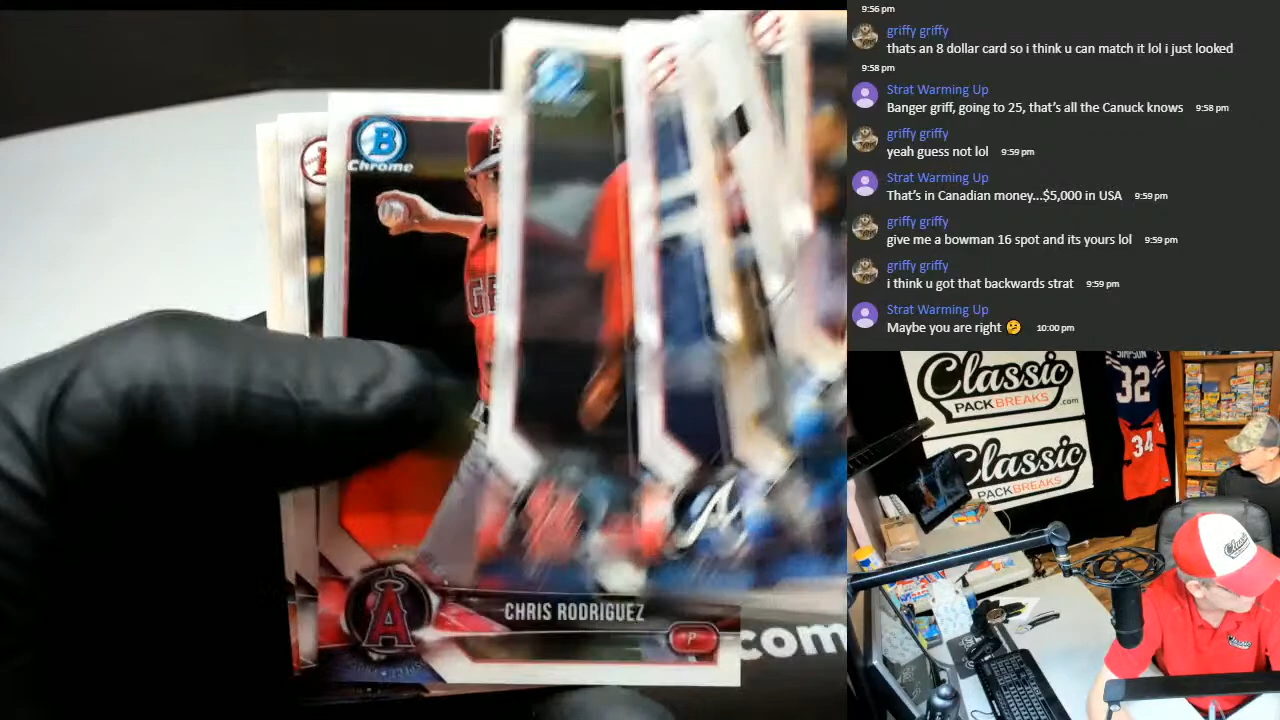 9:56 pm
griffy griffy
thats an 8 dollar card so i think u can match it lol i just looked
9:58 pm
Strat Warming Up
Banger griff, going to 25, that's all the Canuck knows 9:58 pm
griffy griffy
yeah guess not lol 9:59 pm
Strat Warming Up
That's in Canadian money...$5,000 in USA 9:59 pm
griffy griffy
give me a bowman 16 spot and its yours lol 9:59 pm
griffy griffy
i think u got that backwards strat 9:59 pm
Strat Warming Up
Maybe you are right 🤔 10:00 pm
B
Chrome
A
CHRIS RODRIGUEZ
P
.com
Classic
PACKBREAKS.com
Classic
PACKBREAKS
SIMPSON
32
34